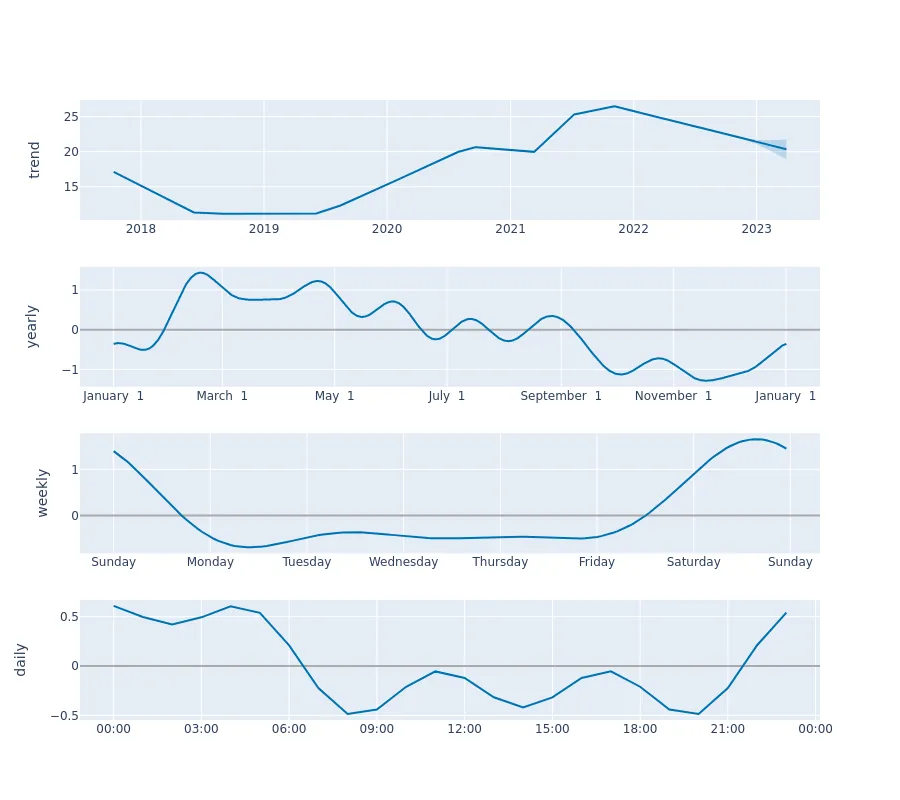 25
20
15
trend
2018 2019 2020 2021 2022 2023
1
0
−1
yearly
January 1 March 1 May 1 July 1 September 1 November 1 January 1
1
0
weekly
Sunday Monday Tuesday Wednesday Thursday Friday Saturday Sunday
0.5
0
−0.5
daily
00:00 03:00 06:00 09:00 12:00 15:00 18:00 21:00 00:00